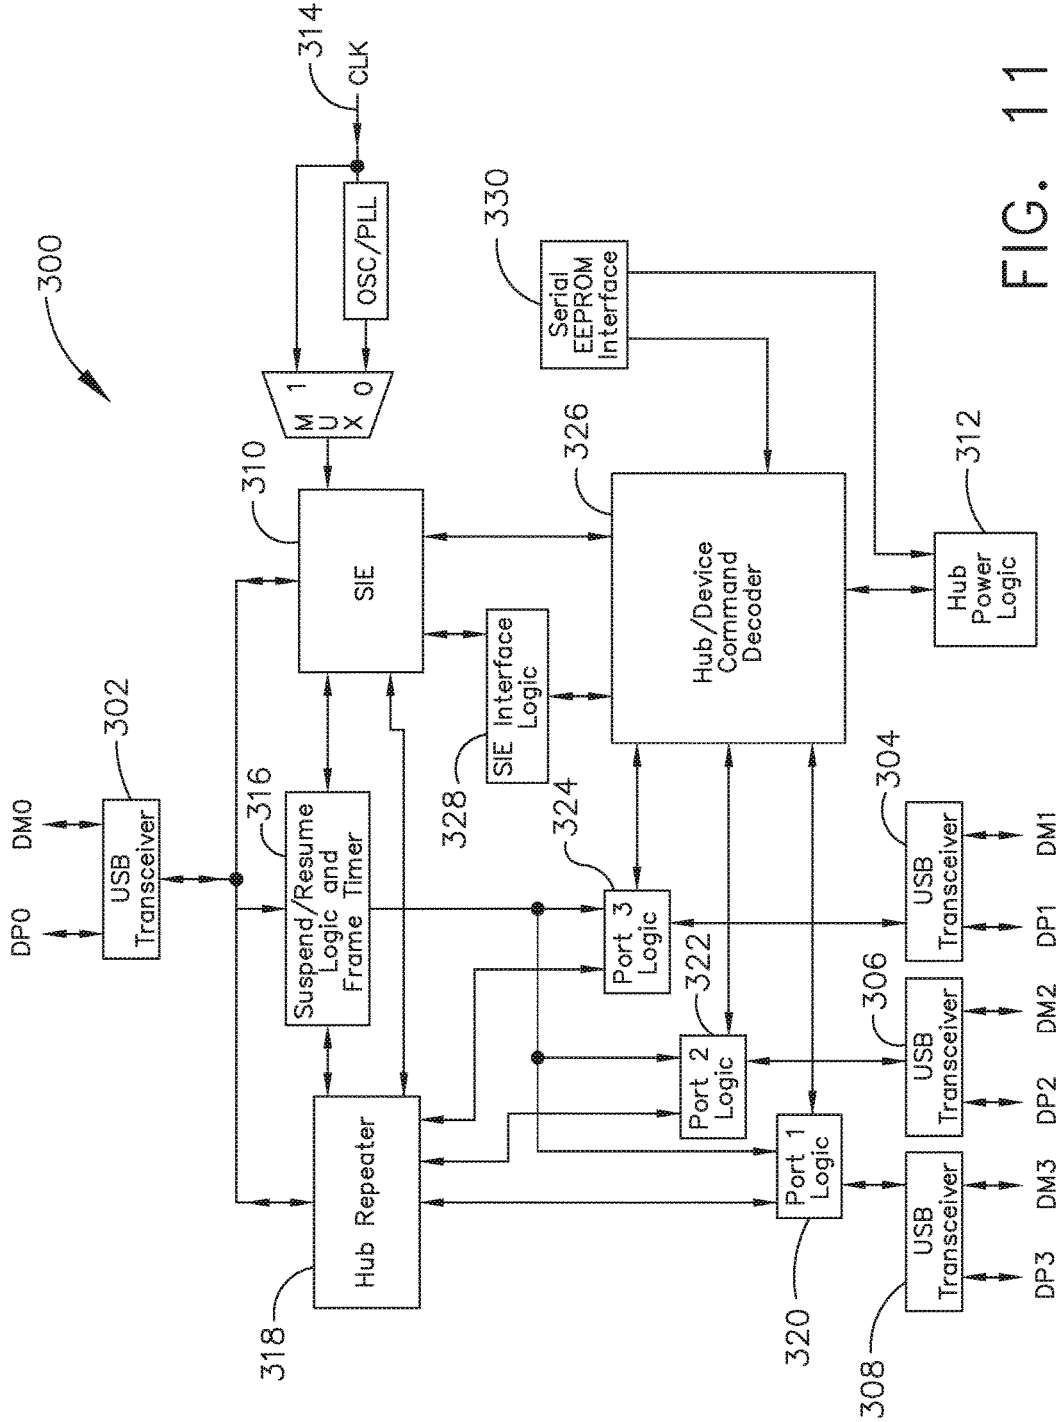 300
DP0
DM0
USB
Transceiver
302
316
Suspend/Resume
Logic and
Frame Timer
310
SIE
M
U
X
1
0
OSC/PLL
314
CLK
318
Hub Repeater
328
SIE Interface
Logic
330
Serial
EEPROM
Interface
326
Hub/Device
Command
Decoder
324
Port 3
Logic
322
Port 2
Logic
320
Port 1
Logic
312
Hub
Power
Logic
308
USB
Transceiver
306
USB
Transceiver
304
USB
Transceiver
DP3
DM3
DP2
DM2
DP1
DM1
FIG. 11